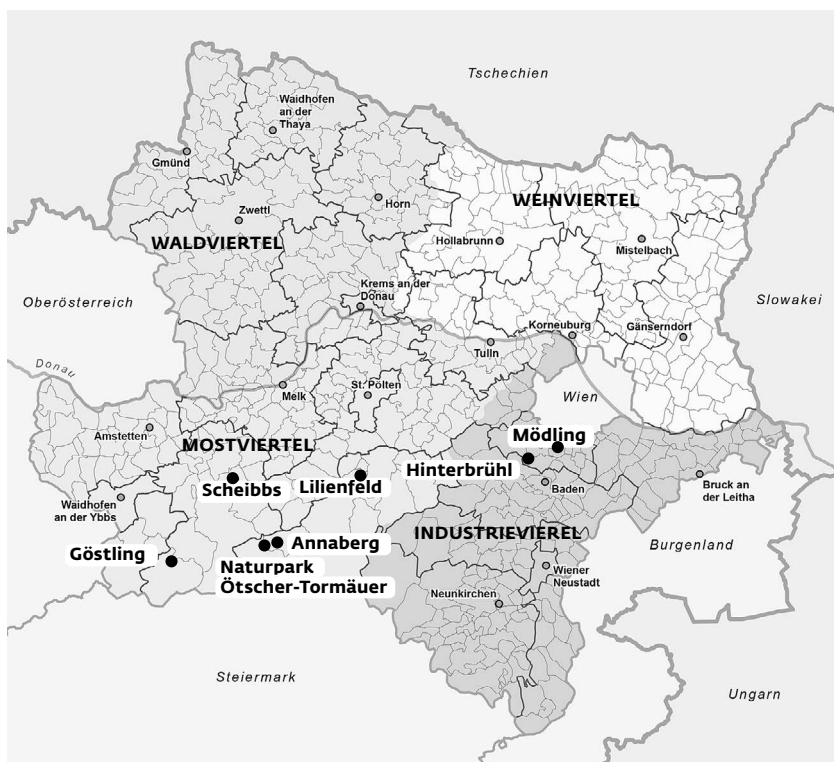 Tschechien
Waidhofen
an der
Thaya
Gmünd
WEINVIERTEL
Zwettl
Horn
WALDVIERTEL
Hollabrunn
Mistelbach
Krems an der
Donau
Oberösterreich
Slowakei
Korneuburg
Gänserndorf
Tulln
Donau
St. Pölten
Melk
Wien
Amstetten
MOSTVIERTEL
Mödling
Hinterbrühl
Scheibbs
Lilienfeld
Baden
Bruck an
der Leitha
Waidhofen
an der Ybbs
INDUSTRIEVIEREL
Göstling
Annaberg
Burgenland
Naturpark
Ötscher-Tormäuer
Wiener
Neustadt
Neunkirchen
Steiermark
Ungarn